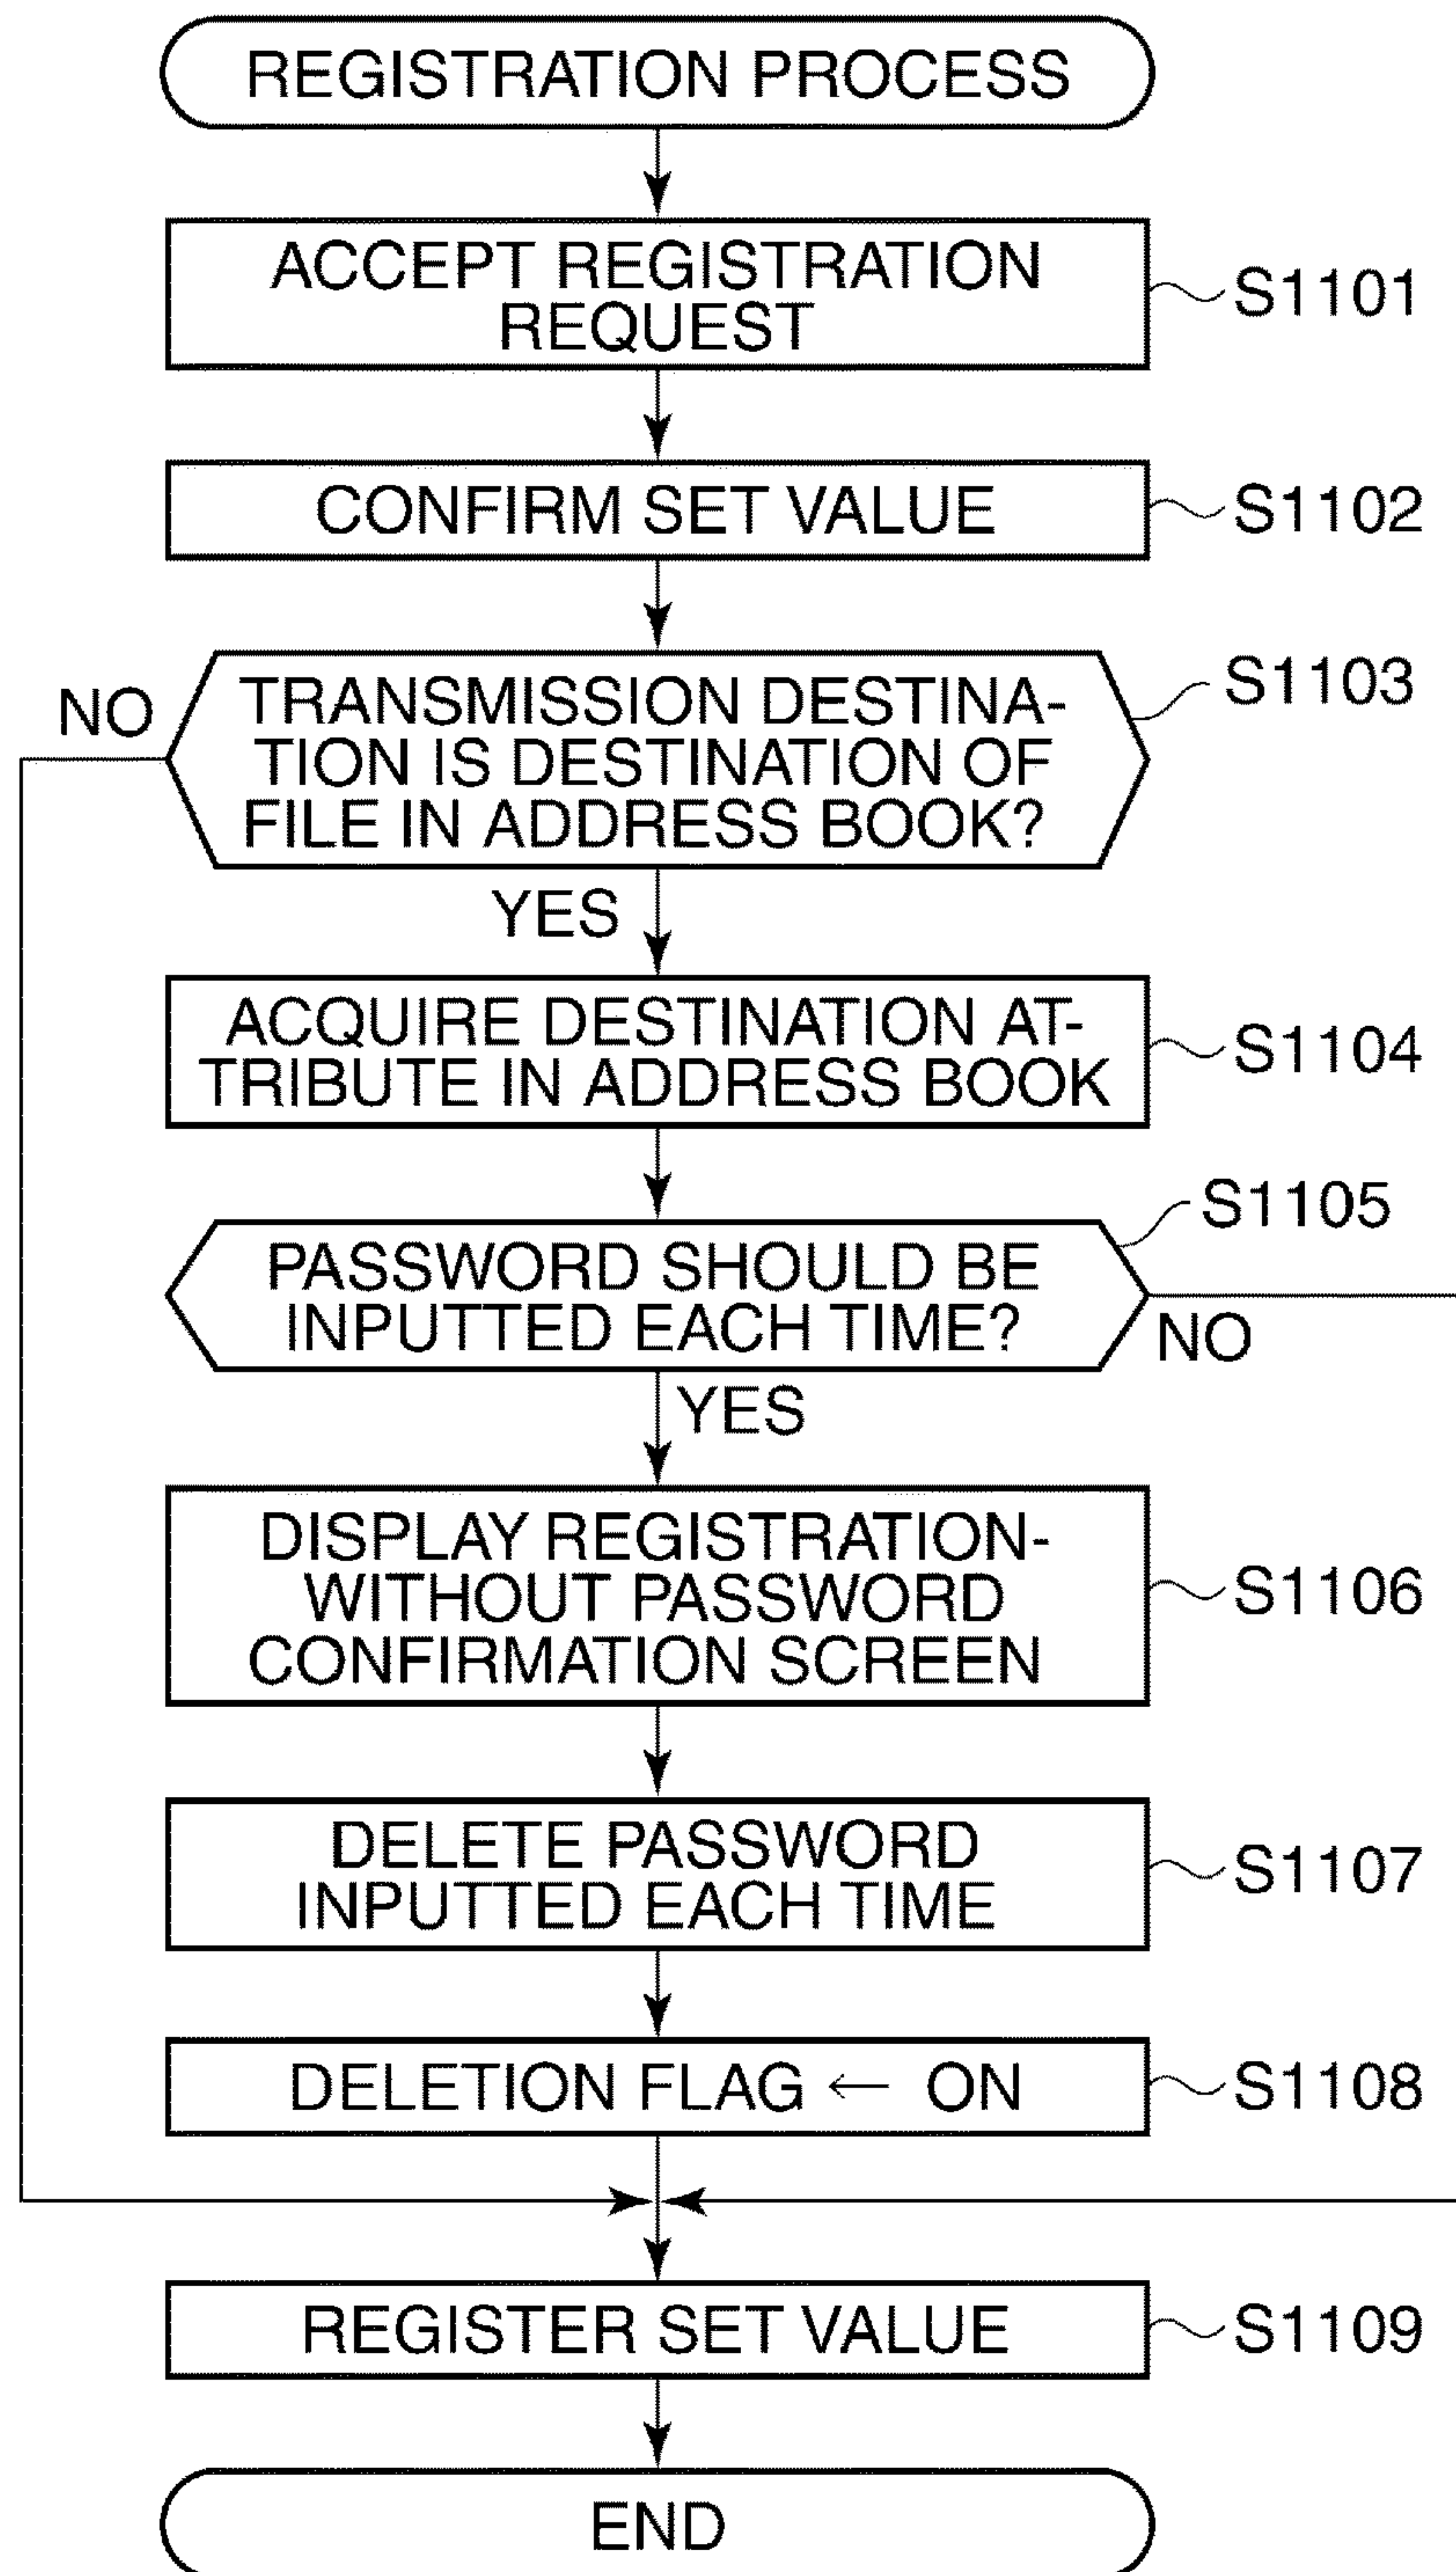 REGISTRATION PROCESS
ACCEPT REGISTRATION
REQUEST
S1101
CONFIRM SET VALUE
S1102
NO
TRANSMISSION DESTINA-
TION IS DESTINATION OF
FILE IN ADDRESS BOOK?
S1103
YES
ACQUIRE DESTINATION AT-
TRIBUTE IN ADDRESS BOOK
S1104
S1105
PASSWORD SHOULD BE
INPUTTED EACH TIME?
NO
YES
DISPLAY REGISTRATION-
WITHOUT PASSWORD
CONFIRMATION SCREEN
S1106
DELETE PASSWORD
INPUTTED EACH TIME
S1107
DELETION FLAG ← ON
S1108
REGISTER SET VALUE
S1109
END